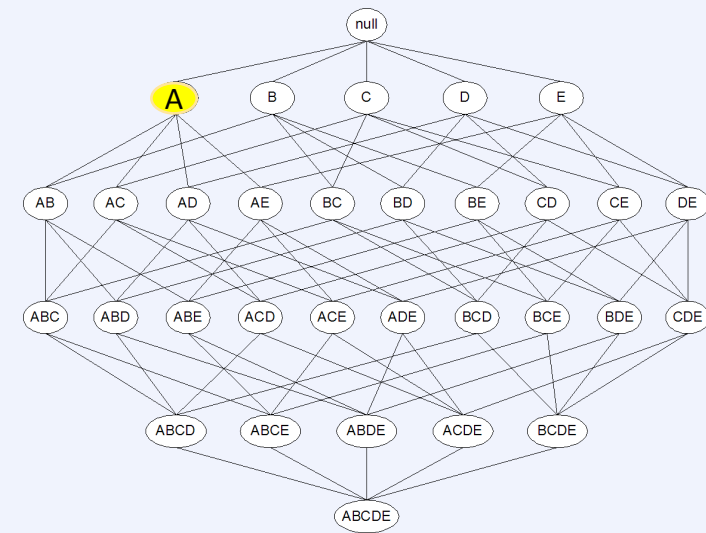 null
A B C D E
AB AC AD AE BC BD BE CD CE DE
ABC ABD ABE ACD ACE ADE BCD BCE BDE CDE
ABCD ABCE ABDE ACDE BCDE
ABCDE